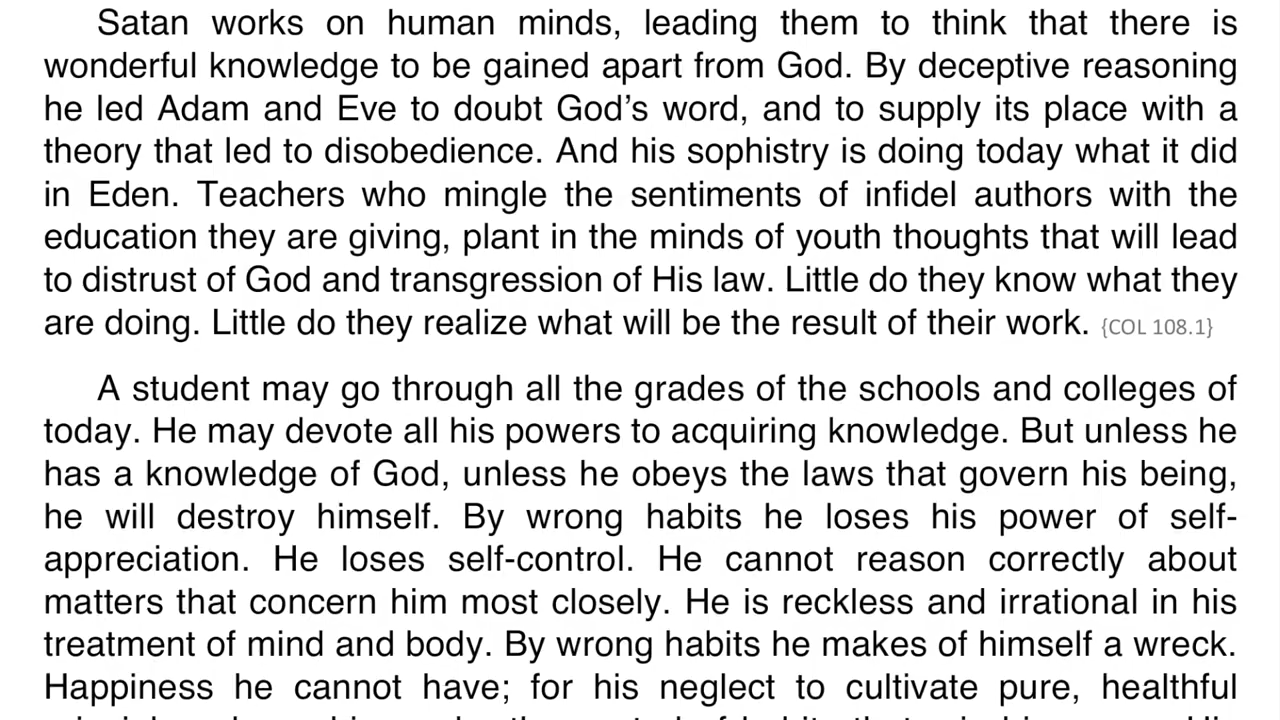 Satan works on human minds, leading them to think that there is
wonderful knowledge to be gained apart from God. By deceptive reasoning
he led Adam and Eve to doubt God’s word, and to supply its place with a
theory that led to disobedience. And his sophistry is doing today what it did
in Eden. Teachers who mingle the sentiments of infidel authors with the
education they are giving, plant in the minds of youth thoughts that will lead
to distrust of God and transgression of His law. Little do they know what they
are doing. Little do they realize what will be the result of their work. {COL 108.1}
A student may go through all the grades of the schools and colleges of
today. He may devote all his powers to acquiring knowledge. But unless he
has a knowledge of God, unless he obeys the laws that govern his being,
he will destroy himself. By wrong habits he loses his power of self-
appreciation. He loses self-control. He cannot reason correctly about
matters that concern him most closely. He is reckless and irrational in his
treatment of mind and body. By wrong habits he makes of himself a wreck.
Happiness he cannot have; for his neglect to cultivate pure, healthful